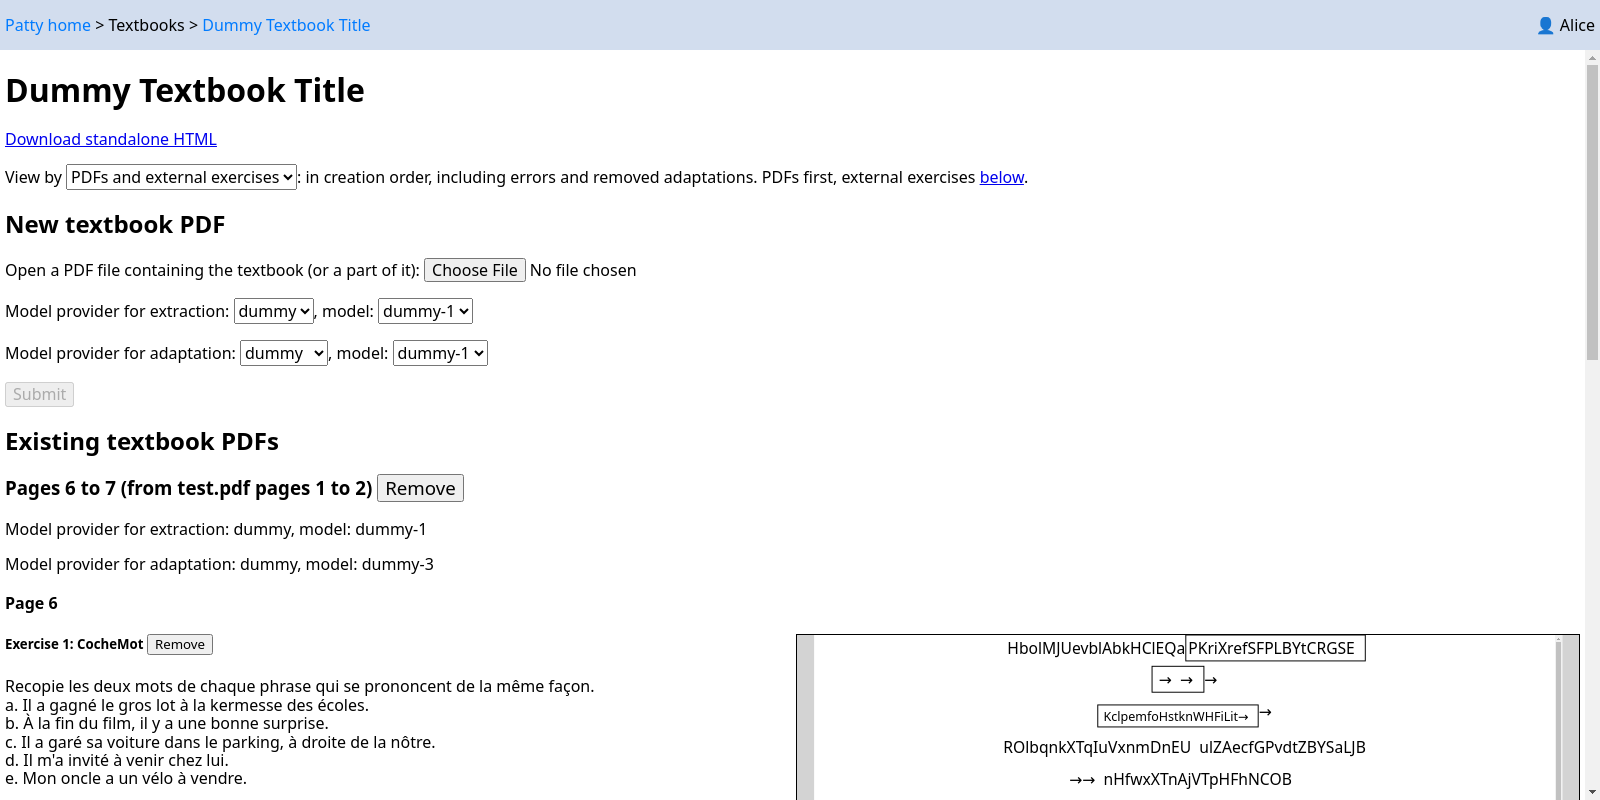 Patty home > Textbooks > Dummy Textbook Title
👤 Alice
Dummy Textbook Title
Download standalone HTML
View by PDFs and external exercises: in creation order, including errors and removed adaptations. PDFs first, external exercises below.
New textbook PDF
Open a PDF file containing the textbook (or a part of it): Choose File No file chosen
Model provider for extraction: dummy, model: dummy-1
Model provider for adaptation: dummy, model: dummy-1
Submit
Existing textbook PDFs
Pages 6 to 7 (from test.pdf pages 1 to 2) Remove
Model provider for extraction: dummy, model: dummy-1
Model provider for adaptation: dummy, model: dummy-3
Page 6
Exercise 1: CocheMot Remove
Recopie les deux mots de chaque phrase qui se prononcent de la même façon.
a. Il a gagné le gros lot à la kermesse des écoles.
b. À la fin du film, il y a une bonne surprise.
c. Il a garé sa voiture dans le parking, à droite de la nôtre.
d. Il m'a invité à venir chez lui.
e. Mon oncle a un vélo à vendre.
HbolMJUevblAbkHClEQaPKriXrefSFPLBYtCRGSE
→ → →
KclpemfoHstknWHFiLit→ →
ROlbqnkXTqIuVxnmDnEU ulZAecfGPvdtZBYSaLJB
→→ nHfwxXTnAjVTpHFhNCOB